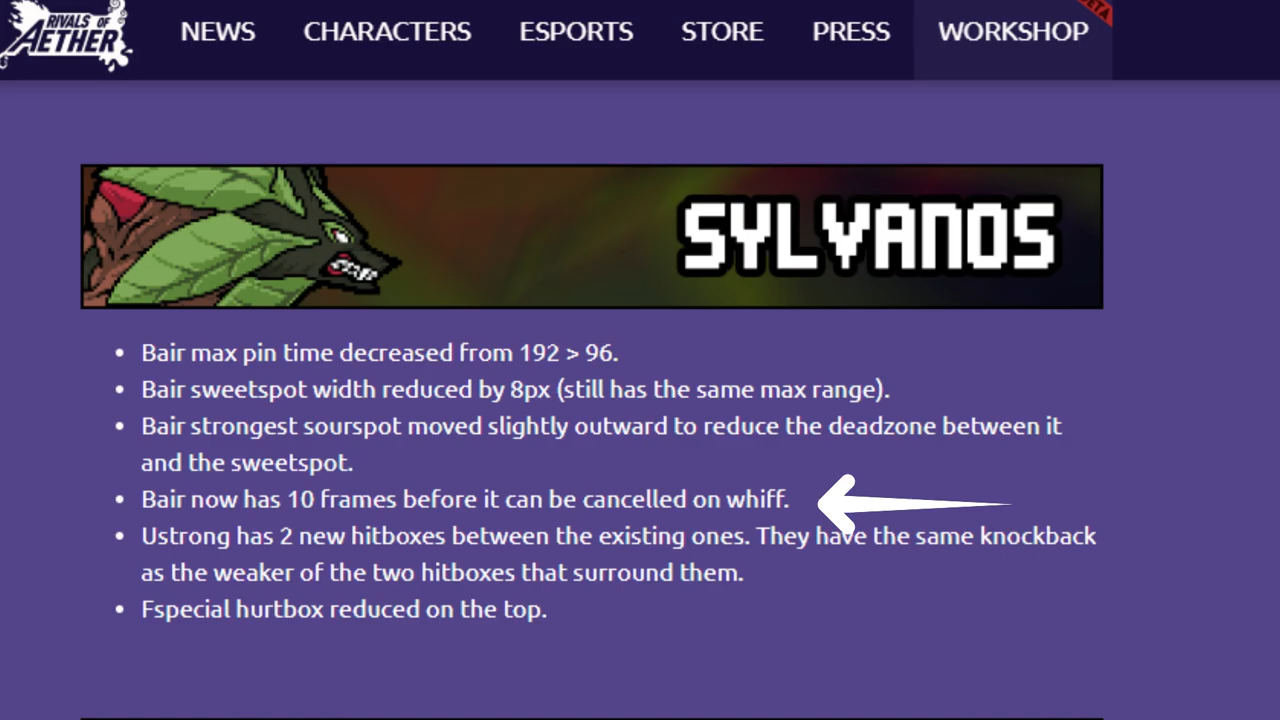 RIVALS OF
AETHER
NEWS CHARACTERS ESPORTS STORE PRESS WORKSHOP
BETA
SYLVANOS
• Bair max pin time decreased from 192 > 96.
• Bair sweetspot width reduced by 8px (still has the same max range).
• Bair strongest sourspot moved slightly outward to reduce the deadzone between it
and the sweetspot.
• Bair now has 10 frames before it can be cancelled on whiff.
• Ustrong has 2 new hitboxes between the existing ones. They have the same knockback
as the weaker of the two hitboxes that surround them.
• Fspecial hurtbox reduced on the top.